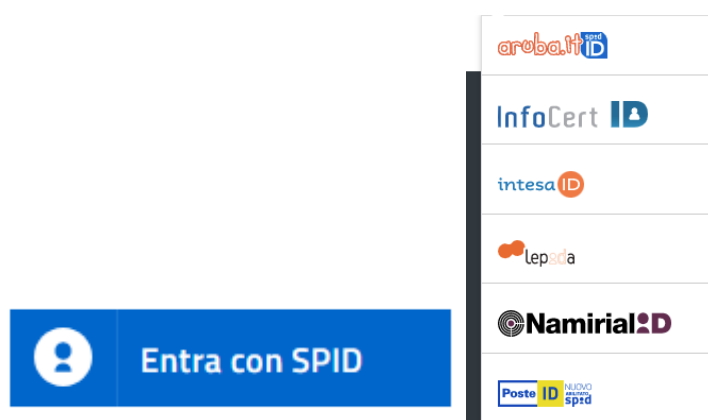 aruba.it spid ID
InfoCert ID
intesa ID
lepida
Namirial ID
Entra con SPID
Poste ID NUOVO ABILITATO spid